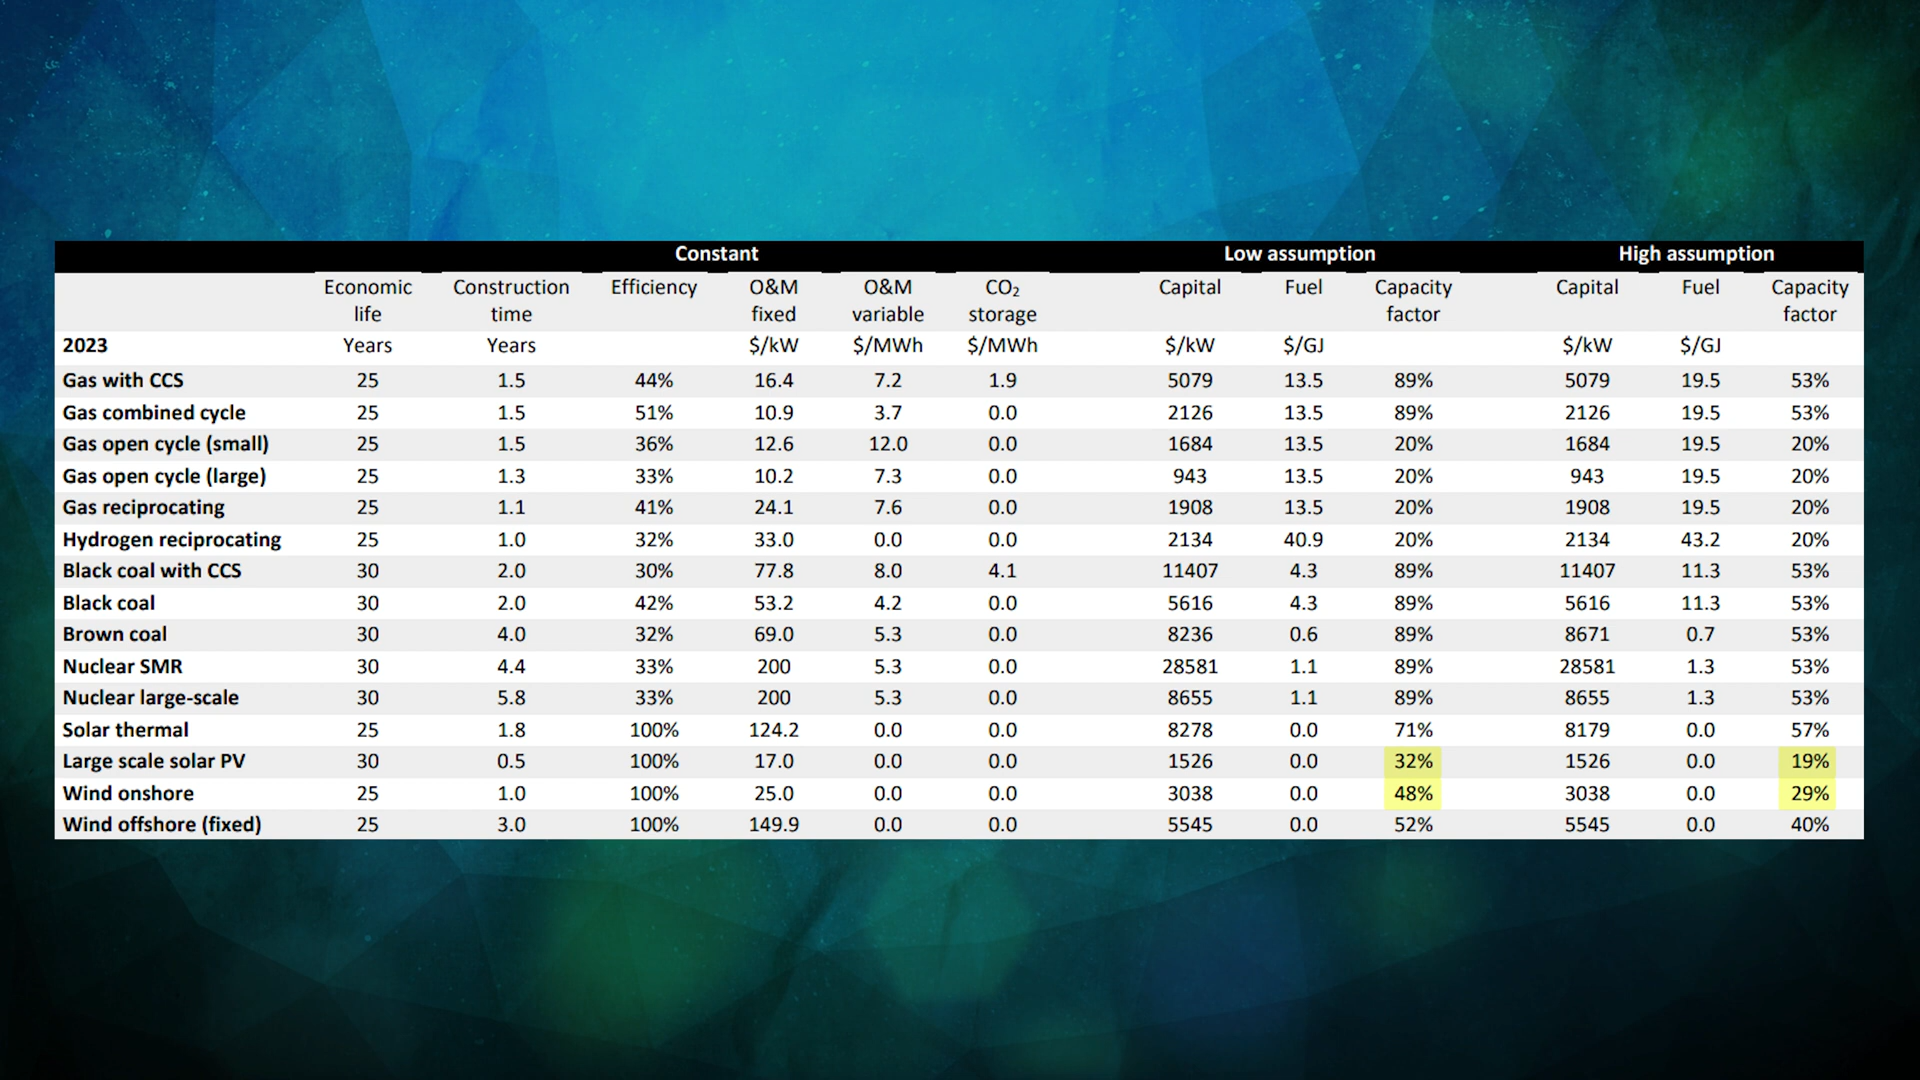 Constant Low assumption High assumption
Economic Construction Efficiency O&M O&M CO₂ Capital Fuel Capacity Capital Fuel Capacity
life time fixed variable storage factor factor
2023 Years Years $/kW $/MWh $/MWh $/kW $/GJ $/kW $/GJ
Gas with CCS 25 1.5 44% 16.4 7.2 1.9 5079 13.5 89% 5079 19.5 53%
Gas combined cycle 25 1.5 51% 10.9 3.7 0.0 2126 13.5 89% 2126 19.5 53%
Gas open cycle (small) 25 1.5 36% 12.6 12.0 0.0 1684 13.5 20% 1684 19.5 20%
Gas open cycle (large) 25 1.3 33% 10.2 7.3 0.0 943 13.5 20% 943 19.5 20%
Gas reciprocating 25 1.1 41% 24.1 7.6 0.0 1908 13.5 20% 1908 19.5 20%
Hydrogen reciprocating 25 1.0 32% 33.0 0.0 0.0 2134 40.9 20% 2134 43.2 20%
Black coal with CCS 30 2.0 30% 77.8 8.0 4.1 11407 4.3 89% 11407 11.3 53%
Black coal 30 2.0 42% 53.2 4.2 0.0 5616 4.3 89% 5616 11.3 53%
Brown coal 30 4.0 32% 69.0 5.3 0.0 8236 0.6 89% 8671 0.7 53%
Nuclear SMR 30 4.4 33% 200 5.3 0.0 28581 1.1 89% 28581 1.3 53%
Nuclear large-scale 30 5.8 33% 200 5.3 0.0 8655 1.1 89% 8655 1.3 53%
Solar thermal 25 1.8 100% 124.2 0.0 0.0 8278 0.0 71% 8179 0.0 57%
Large scale solar PV 30 0.5 100% 17.0 0.0 0.0 1526 0.0 32% 1526 0.0 19%
Wind onshore 25 1.0 100% 25.0 0.0 0.0 3038 0.0 48% 3038 0.0 29%
Wind offshore (fixed) 25 3.0 100% 149.9 0.0 0.0 5545 0.0 52% 5545 0.0 40%